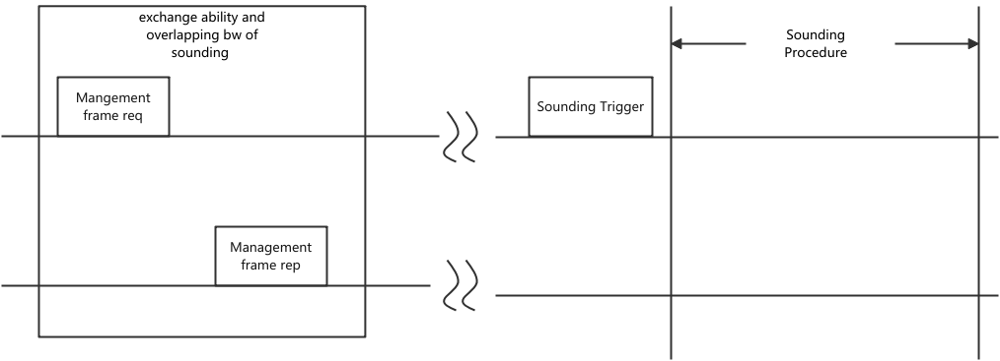 exchange ability and
overlapping bw of
sounding
Sounding
Procedure
Mangement
frame req
Sounding Trigger
Management
frame rep